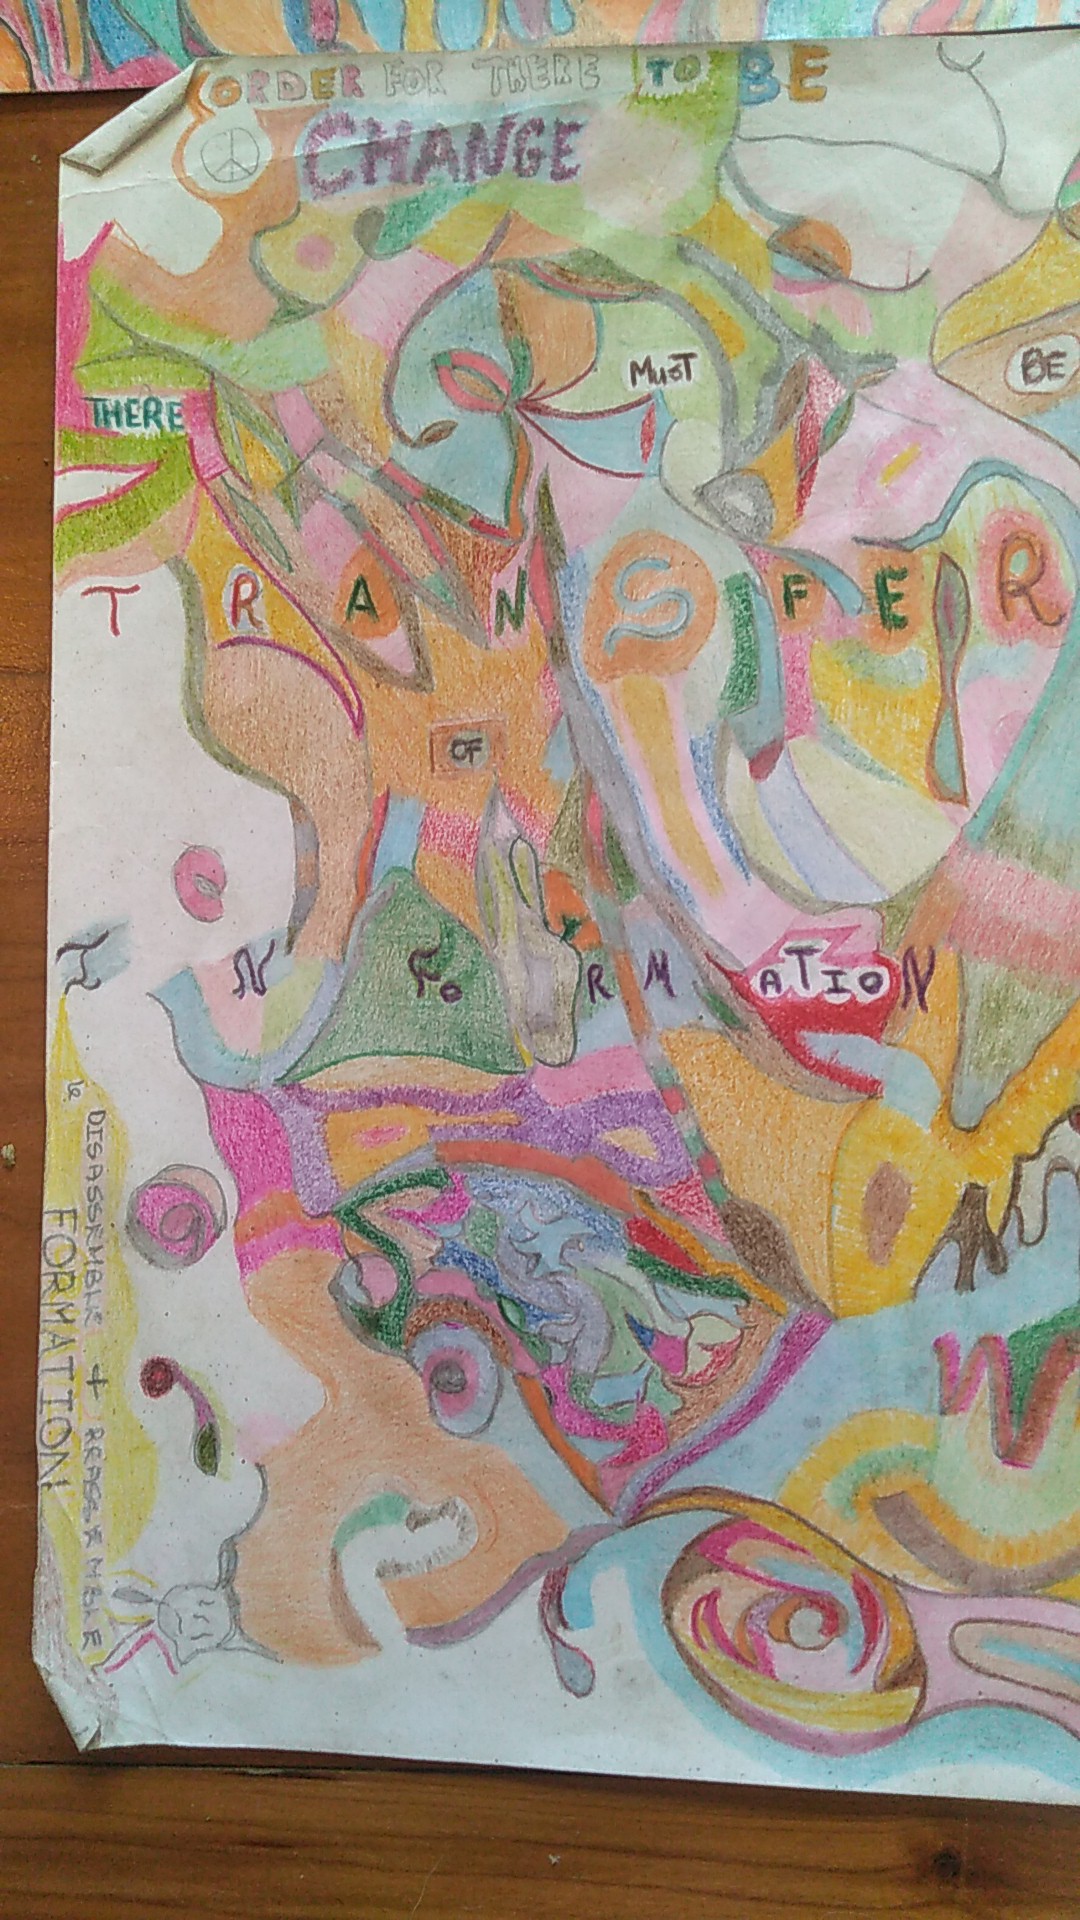 ORDER FOR THERE TO BE
CHANGE
THERE MUST BE
TRANSFER
OF
INFORMATION
DISASSEMBLE + REASSEMBLE
FORMATION